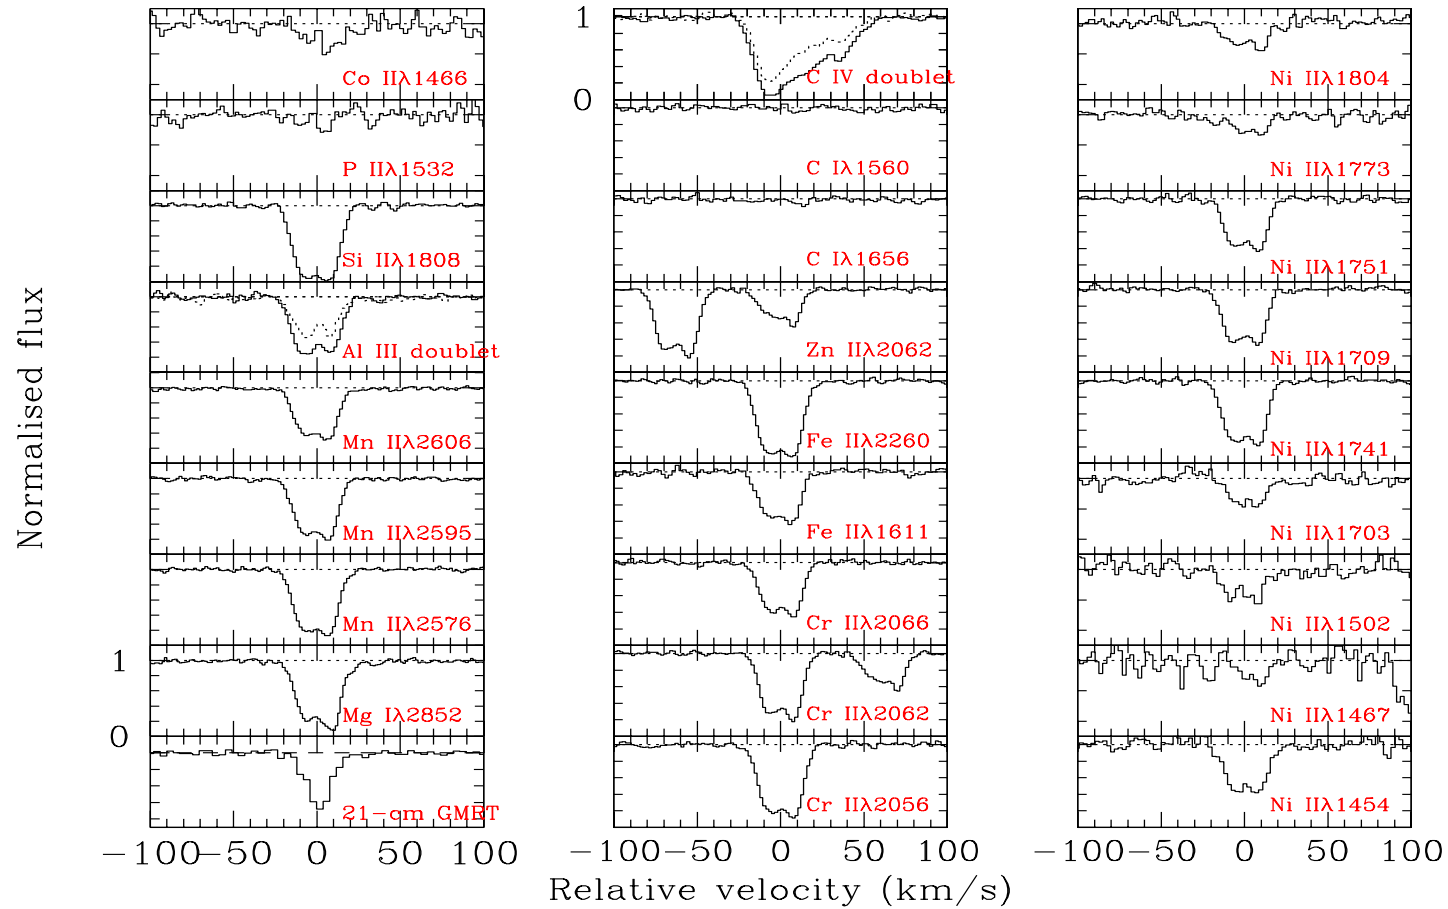 Normalised flux
Co IIλ1466
P IIλ1532
Si IIλ1808
Al III doublet
Mn IIλ2606
Mn IIλ2595
Mn IIλ2576
1
Mg Iλ2852
0
21-cm GMRT
-100 -50 0 50 100
1
C IV doublet
0
C Iλ1560
C Iλ1656
Zn IIλ2062
Fe IIλ2260
Fe IIλ1611
Cr IIλ2066
Cr IIλ2062
Cr IIλ2056
-100 -50 0 50 100
Ni IIλ1804
Ni IIλ1773
Ni IIλ1751
Ni IIλ1709
Ni IIλ1741
Ni IIλ1703
Ni IIλ1502
Ni IIλ1467
Ni IIλ1454
-100 -50 0 50 100
Relative velocity (km/s)